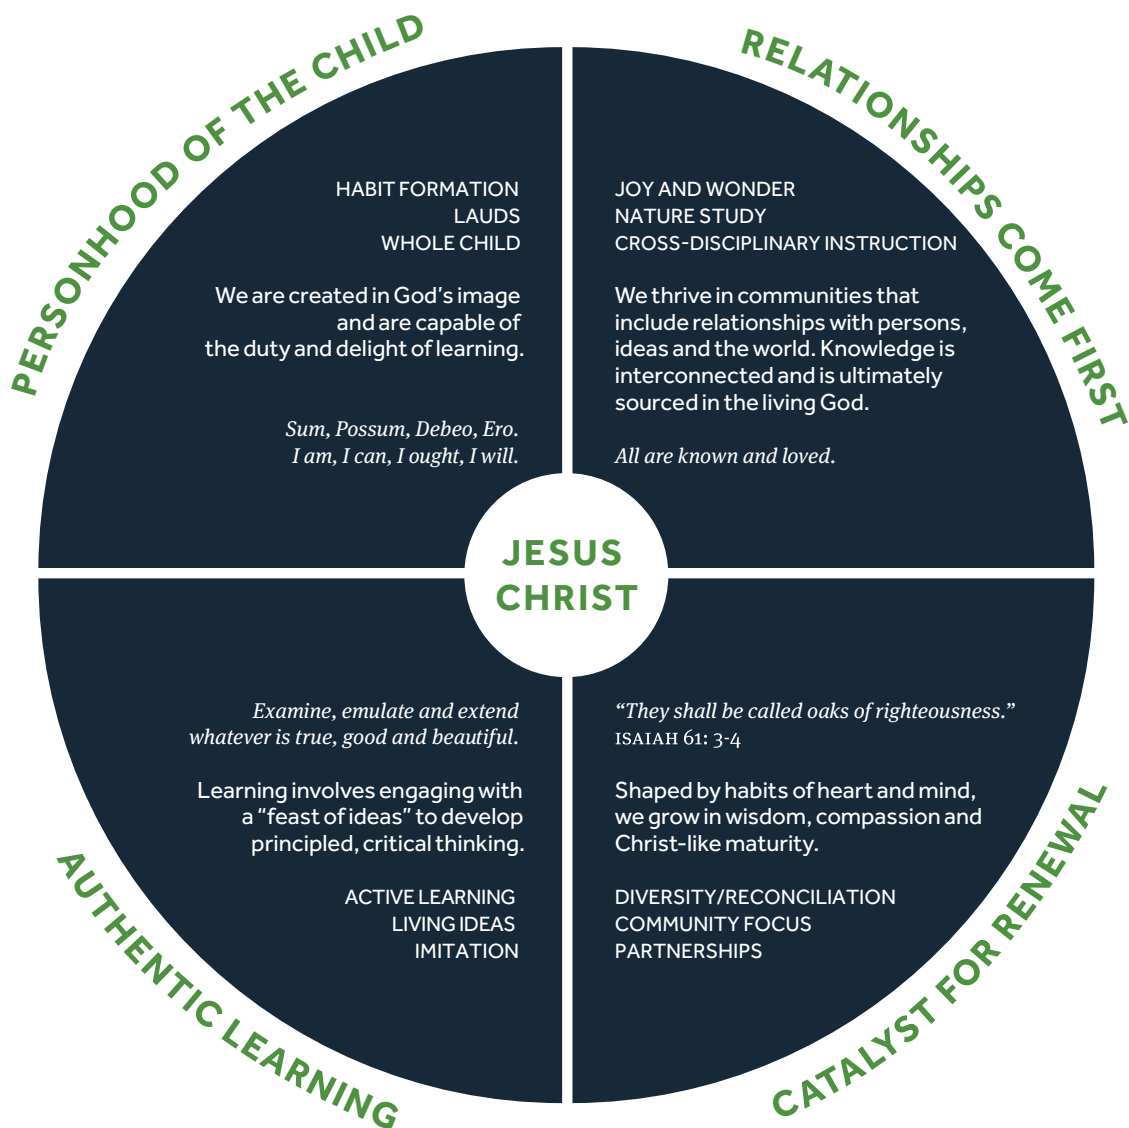 PERSONHOOD OF THE CHILD
HABIT FORMATION
LAUDS
WHOLE CHILD
We are created in God's image
and are capable of
the duty and delight of learning.
Sum, Possum, Debeo, Ero.
I am, I can, I ought, I will.
RELATIONSHIPS COME FIRST
JOY AND WONDER
NATURE STUDY
CROSS-DISCIPLINARY INSTRUCTION
We thrive in communities that
include relationships with persons,
ideas and the world. Knowledge is
interconnected and is ultimately
sourced in the living God.
All are known and loved.
JESUS
CHRIST
Examine, emulate and extend
whatever is true, good and beautiful.
Learning involves engaging with
a "feast of ideas" to develop
principled, critical thinking.
ACTIVE LEARNING
LIVING IDEAS
IMITATION
AUTHENTIC LEARNING
“They shall be called oaks of righteousness.”
ISAIAH 61: 3-4
Shaped by habits of heart and mind,
we grow in wisdom, compassion and
Christ-like maturity.
DIVERSITY/RECONCILIATION
COMMUNITY FOCUS
PARTNERSHIPS
CATALYST FOR RENEWAL